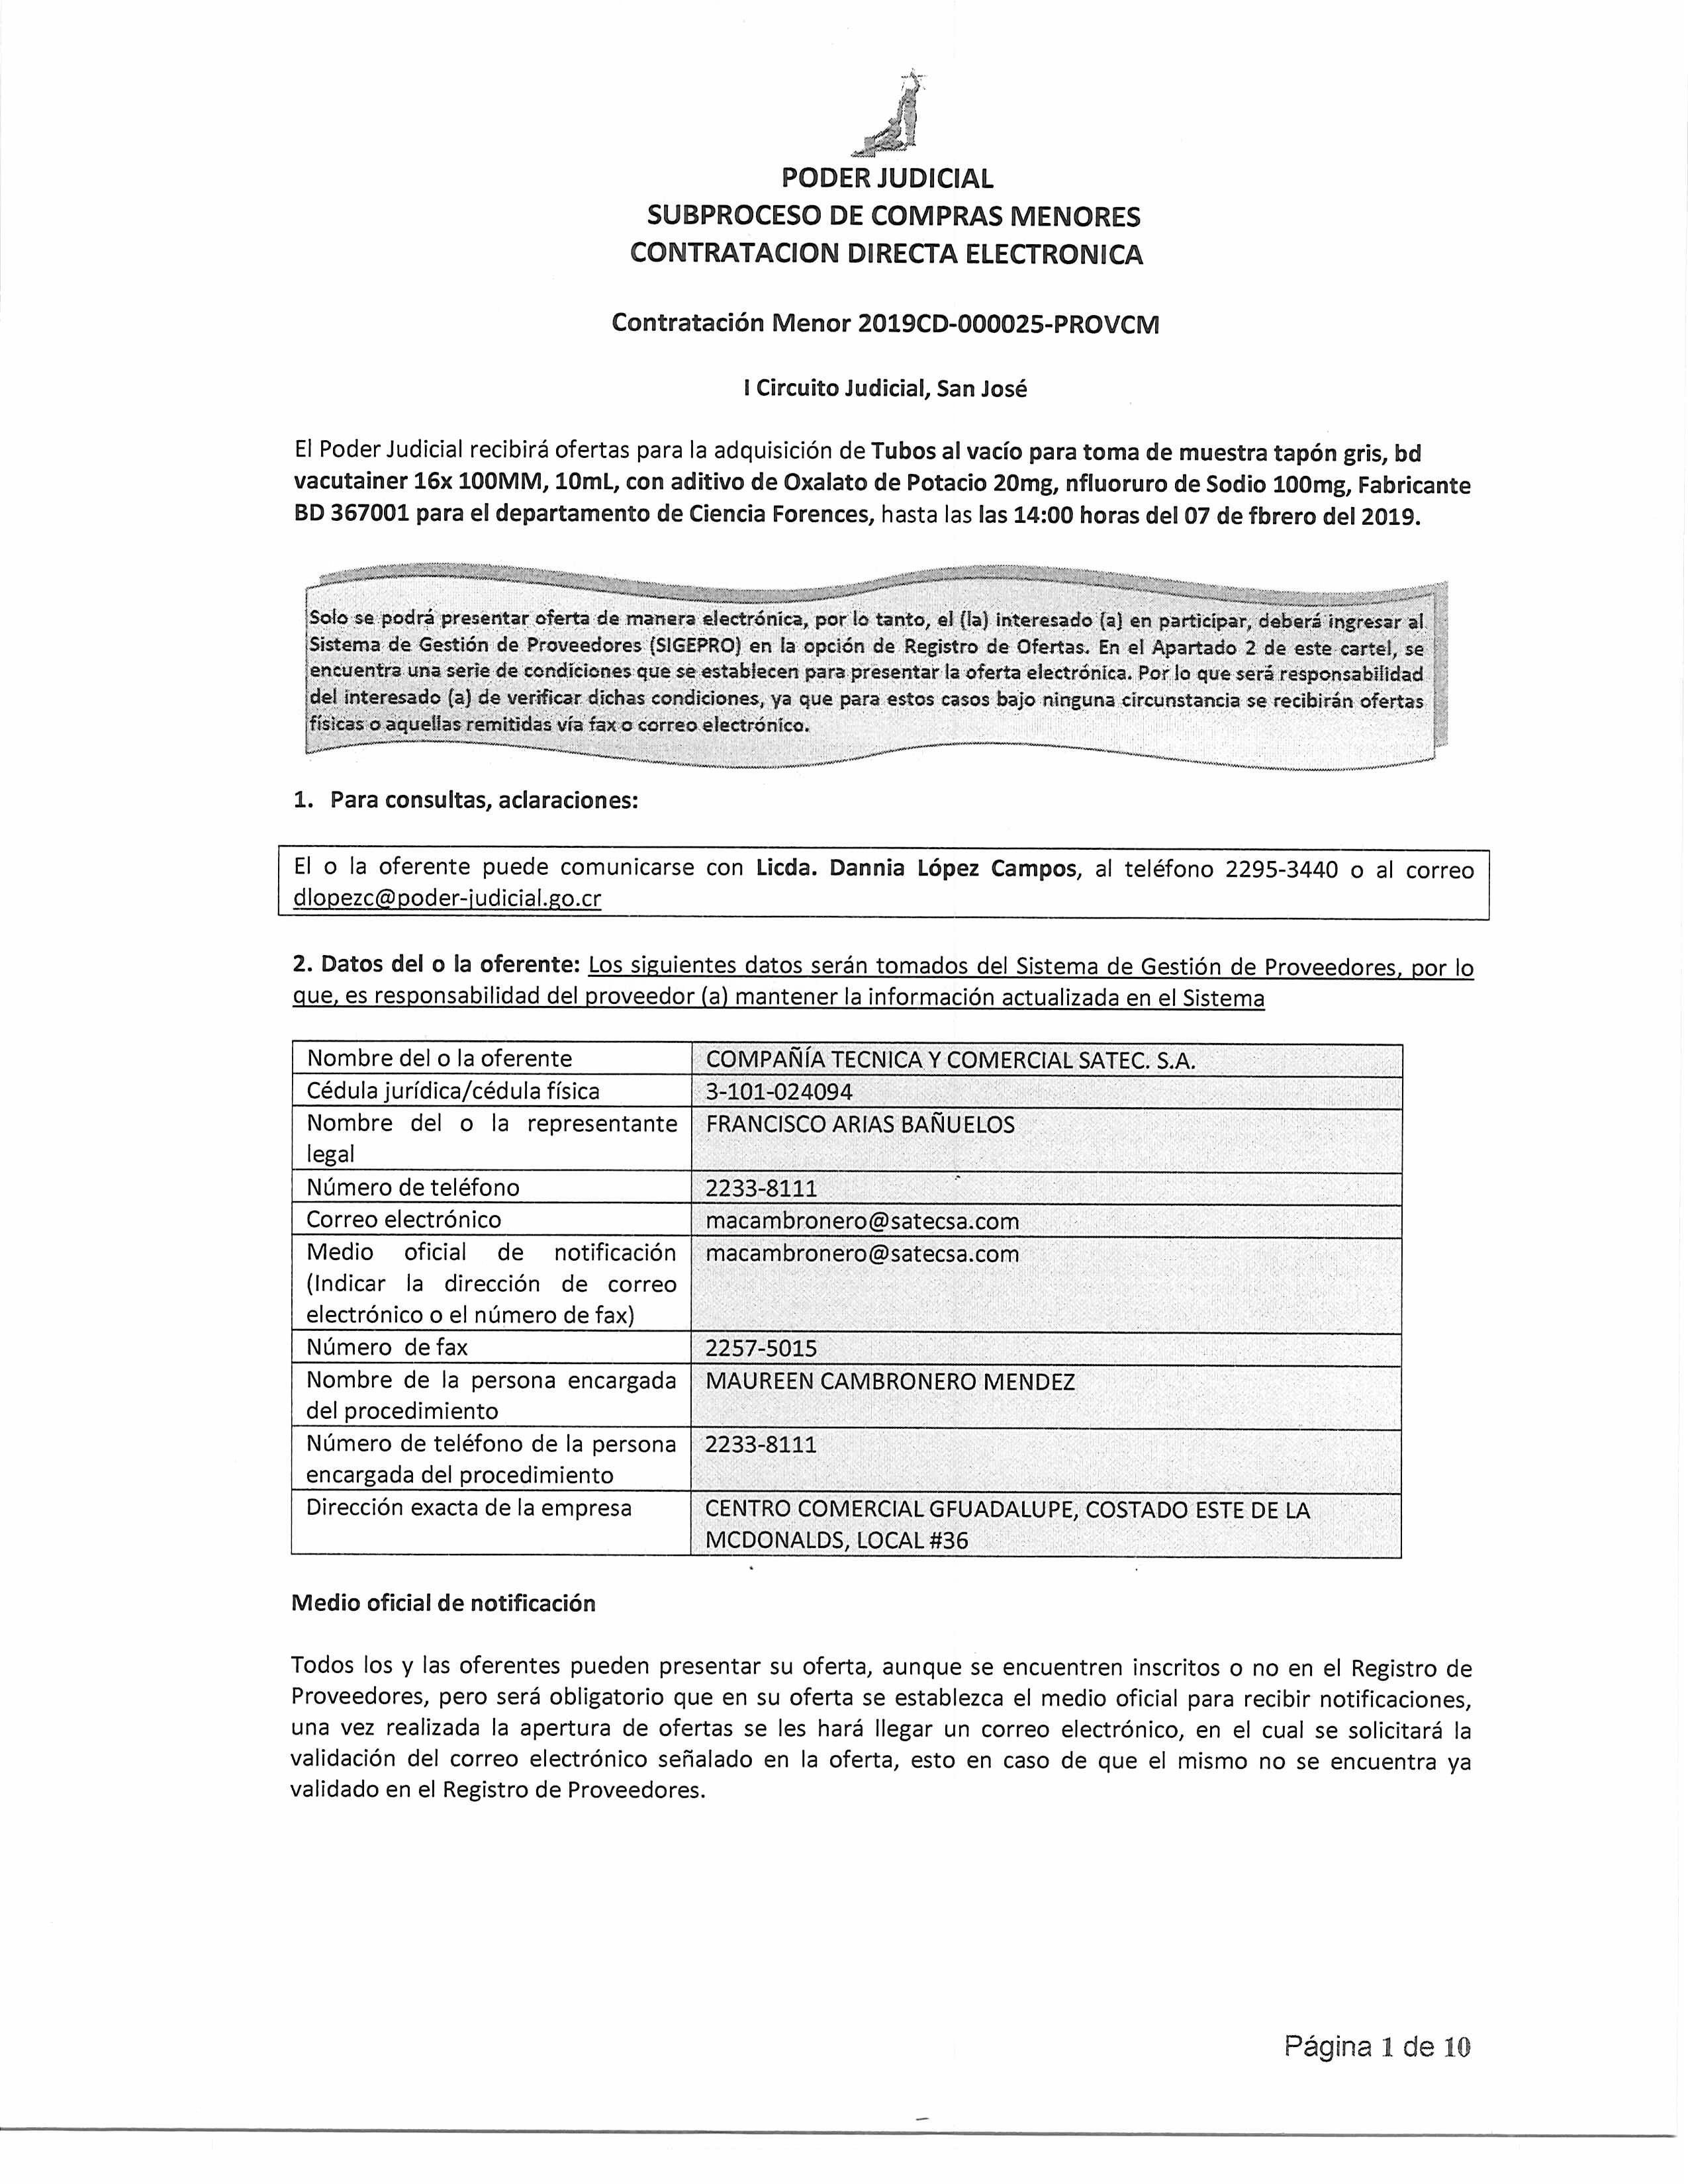 PODER JUDICIAL
SUBPROCESO DE COMPRAS MENORES
CONTRATACION DIRECTA ELECTRONICA
Contratación Menor 2019CD-000025-PROVCM
I Circuito Judicial, San José
El Poder Judicial recibirá ofertas para la adquisición de Tubos al vacío para toma de muestra tapón gris, bd
vacutainer 16x 100MM, 10mL, con aditivo de Oxalato de Potacio 20mg, nfluoruro de Sodio 100mg, Fabricante
BD 367001 para el departamento de Ciencia Forences, hasta las las 14:00 horas del 07 de fbrero del 2019.
Solo se podrá presentar oferta de manera electrónica, por lo tanto, el (la) interesado (a) en participar, deberá ingresar al
Sistema de Gestión de Proveedores (SIGEPRO) en la opción de Registro de Ofertas. En el Apartado 2 de este cartel, se
encuentra una serie de condiciones que se establecen para presentar la oferta electrónica. Por lo que será responsabilidad
del interesado (a) de verificar dichas condiciones, ya que para estos casos bajo ninguna circunstancia se recibirán ofertas
físicas o aquellas remitidas vía fax o correo electrónico.
1. Para consultas, aclaraciones:
El o la oferente puede comunicarse con Licda. Dannia López Campos, al teléfono 2295-3440 o al correo
dlopezc@poder-judicial.go.cr
2. Datos del o la oferente: Los siguientes datos serán tomados del Sistema de Gestión de Proveedores, por lo
que, es responsabilidad del proveedor (a) mantener la información actualizada en el Sistema
Nombre del o la oferente COMPAÑÍA TECNICA Y COMERCIAL SATEC. S.A.
Cédula jurídica/cédula física 3-101-024094
Nombre del o la representante FRANCISCO ARIAS BAÑUELOS
legal
Número de teléfono 2233-8111
Correo electrónico macambronero@satecsa.com
Medio oficial de notificación macambronero@satecsa.com
(Indicar la dirección de correo
electrónico o el número de fax)
Número de fax 2257-5015
Nombre de la persona encargada MAUREEN CAMBRONERO MENDEZ
del procedimiento
Número de teléfono de la persona 2233-8111
encargada del procedimiento
Dirección exacta de la empresa CENTRO COMERCIAL GFUADALUPE, COSTADO ESTE DE LA
MCDONALDS, LOCAL #36
Medio oficial de notificación
Todos los y las oferentes pueden presentar su oferta, aunque se encuentren inscritos o no en el Registro de
Proveedores, pero será obligatorio que en su oferta se establezca el medio oficial para recibir notificaciones,
una vez realizada la apertura de ofertas se les hará llegar un correo electrónico, en el cual se solicitará la
validación del correo electrónico señalado en la oferta, esto en caso de que el mismo no se encuentra ya
validado en el Registro de Proveedores.
Página 1 de 10